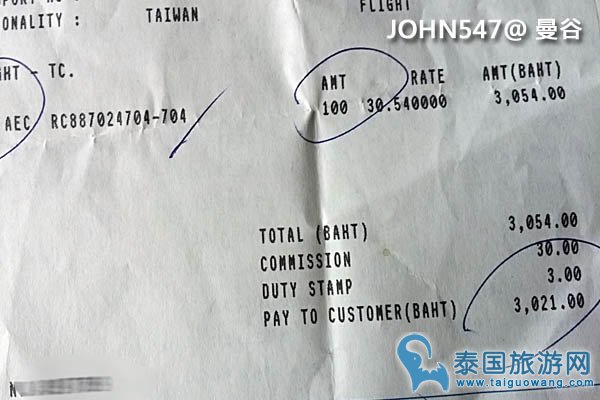 FLIGHT
ONALITY : TAIWAN
JOHN547@ 曼谷
HT - TC.
AMT RATE AMT(BAHT)
AEC RC887024704-704 100 30.540000 3,054.00
TOTAL (BAHT) 3,054.00
COMMISSION 30.00
DUTY STAMP 3.00
PAY TO CUSTOMER(BAHT) 3,021.00
泰国旅游网
www.taiguowang.com